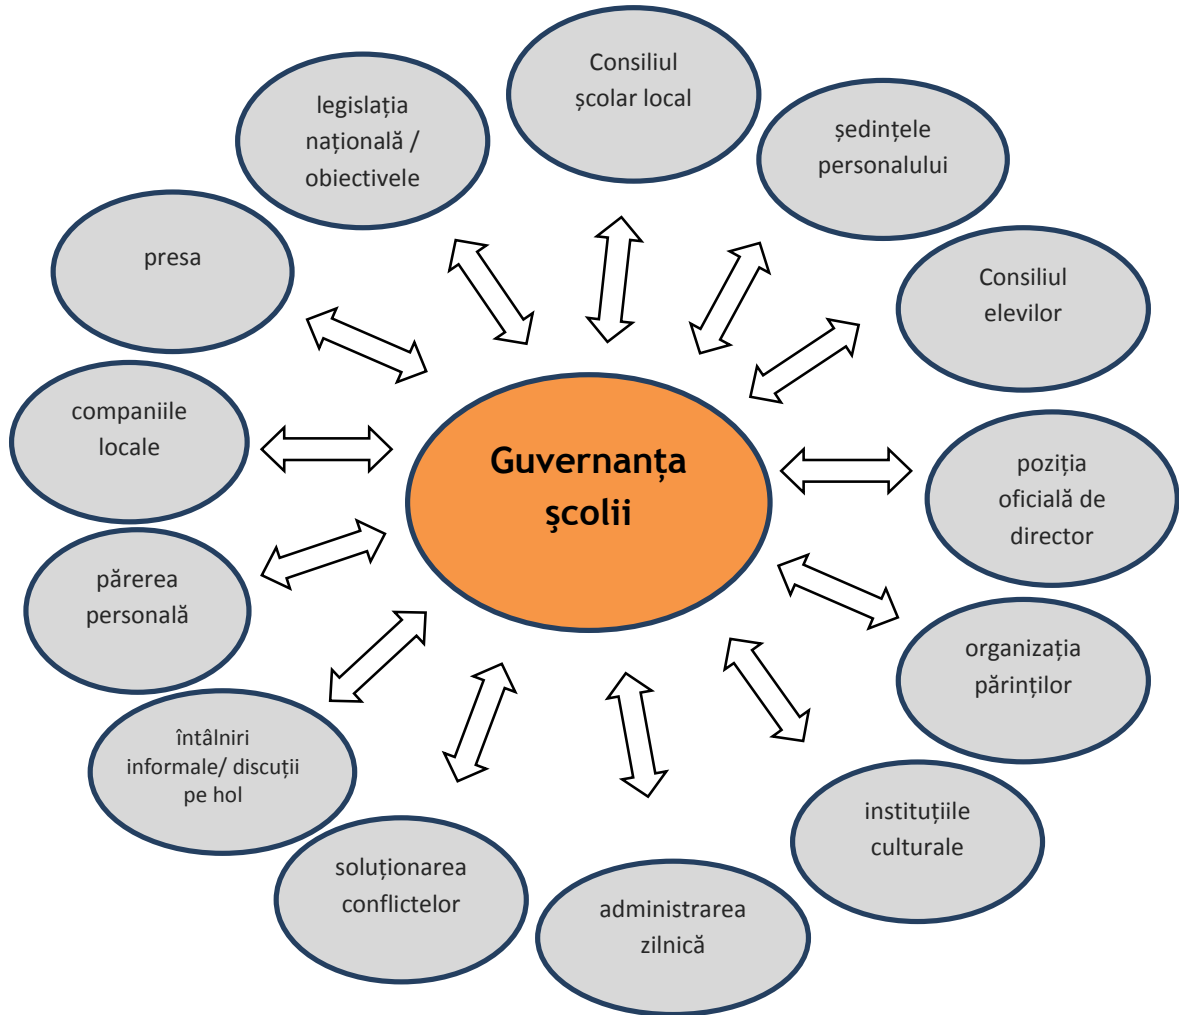 Consiliul
școlar local
ședințele
personalului
Consiliul
elevilor
poziția
oficială de
director
organizația
părinților
instituțiile
culturale
administrarea
zilnică
soluționarea
conflictelor
întâlniri
informale/ discuții
pe hol
părerea
personală
companiile
locale
presa
legislația
națională /
obiectivele
Guvernanța
şcolii